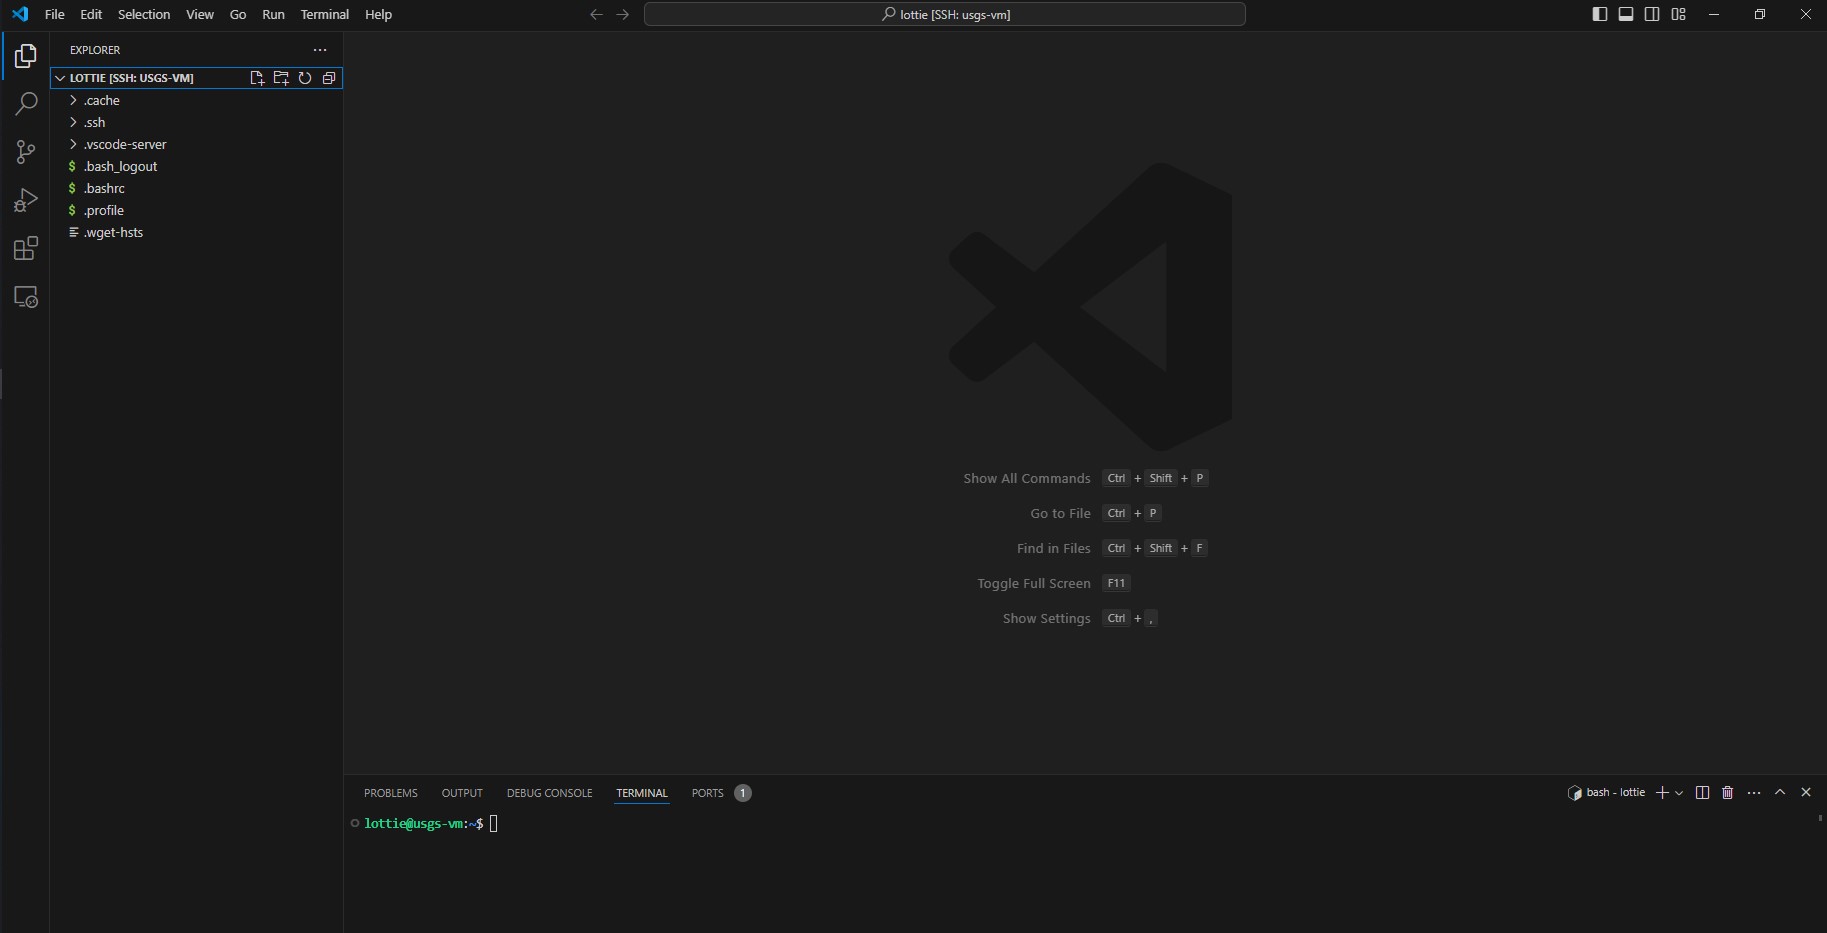 File Edit Selection View Go Run Terminal Help
lottie [SSH: usgs-vm]
EXPLORER
LOTTIE [SSH: USGS-VM]
.cache
.ssh
.vscode-server
$ .bash_logout
$ .bashrc
$ .profile
.wget-hsts
Show All Commands Ctrl + Shift + P
Go to File Ctrl + P
Find in Files Ctrl + Shift + F
Toggle Full Screen F11
Show Settings Ctrl + ,
PROBLEMS OUTPUT DEBUG CONSOLE TERMINAL PORTS 1
bash - lottie
lottie@usgs-vm:~$